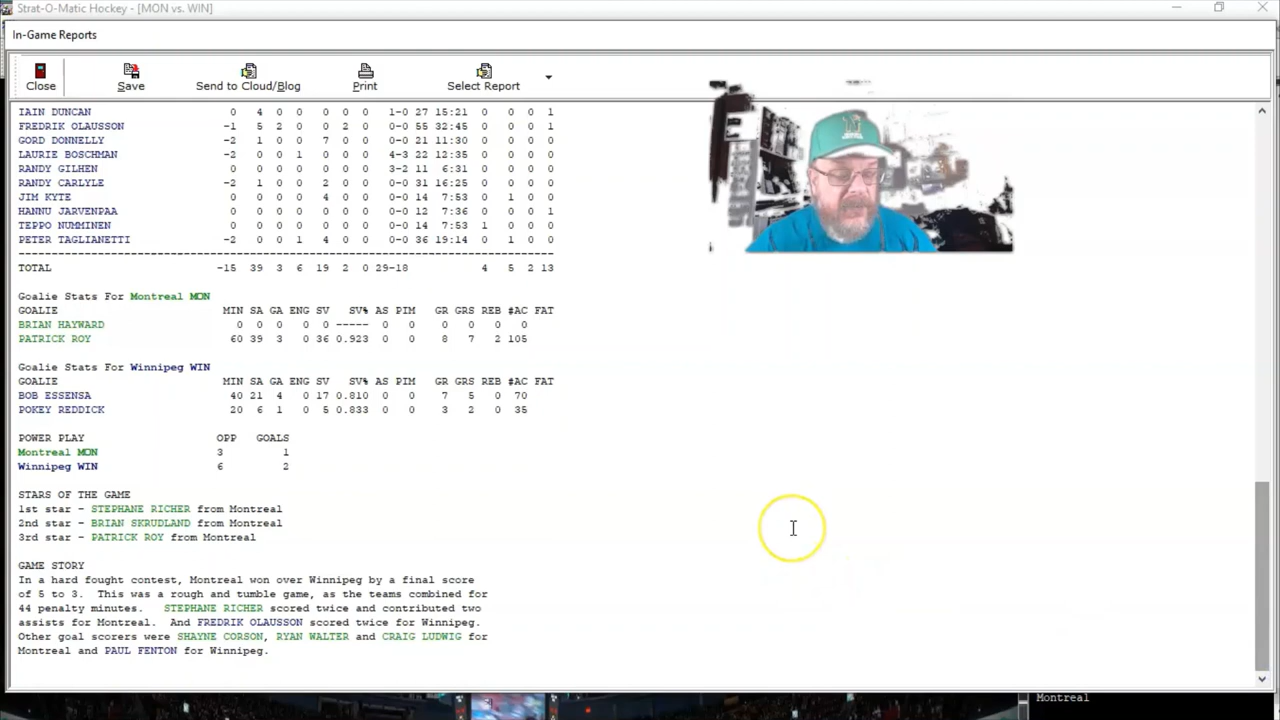 Strat-O-Matic Hockey - [MON vs. WIN]
In-Game Reports
Close Save Send to Cloud/Blog Print Select Report
IAIN DUNCAN 0 4 0 0 0 0 0 1-0 27 15:21 0 0 0 1
FREDRIK OLAUSSON -1 5 2 0 0 2 0 0-0 55 32:45 0 0 0 0
GORD DONNELLY -2 1 0 0 7 0 0 0-0 21 11:30 0 0 0 0
LAURIE BOSCHMAN -2 0 0 1 0 0 0 4-3 22 12:35 0 0 0 0
RANDY GILHEN 0 0 0 0 0 0 0 3-2 11 6:31 0 0 0 0
RANDY CARLYLE -2 1 0 0 2 0 0 0-0 31 16:25 0 0 0 0
JIM KYTE 0 0 0 0 4 0 0 0-0 14 7:53 0 1 0 0
HANNU JARVENPAA 0 0 0 0 0 0 0 0-0 12 7:36 0 0 0 1
TEPPO NUMMINEN 0 0 0 0 0 0 0 0-0 14 7:53 1 0 0 0
PETER TAGLIANETTI -2 0 0 1 4 0 0 0-0 36 19:14 0 1 0 0
TOTAL -15 39 3 6 19 2 0 29-18 4 5 2 13
Goalie Stats For Montreal MON
GOALIE MIN SA GA ENG SV SV% AS PIM GR GRS REB #AC FAT
BRIAN HAYWARD 0 0 0 0 0 ----- 0 0 0 0 0 0
PATRICK ROY 60 39 3 0 36 0.923 0 0 8 7 2 105
Goalie Stats For Winnipeg WIN
GOALIE MIN SA GA ENG SV SV% AS PIM GR GRS REB #AC FAT
BOB ESSENSA 40 21 4 0 17 0.810 0 0 7 5 0 70
POKEY REDDICK 20 6 1 0 5 0.833 0 0 3 2 0 35
POWER PLAY OPP GOALS
Montreal MON 3 1
Winnipeg WIN 6 2
STARS OF THE GAME
1st star - STEPHANE RICHER from Montreal
2nd star - BRIAN SKRUDLAND from Montreal
3rd star - PATRICK ROY from Montreal
GAME STORY
In a hard fought contest, Montreal won over Winnipeg by a final score
of 5 to 3. This was a rough and tumble game, as the teams combined for
44 penalty minutes. STEPHANE RICHER scored twice and contributed two
assists for Montreal. And FREDRIK OLAUSSON scored twice for Winnipeg.
Other goal scorers were SHAYNE CORSON, RYAN WALTER and CRAIG LUDWIG for
Montreal and PAUL FENTON for Winnipeg.
Montreal